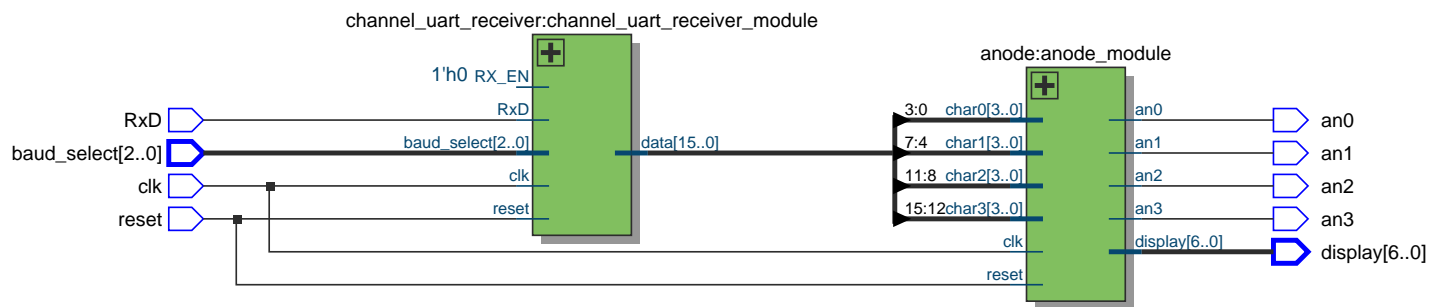 channel_uart_receiver:channel_uart_receiver_module
anode:anode_module
1'h0 RX_EN
RxD
RxD
baud_select[2..0]
baud_select[2..0]
data[15..0]
clk
clk
reset
reset
3:0 char0[3..0]
7:4 char1[3..0]
11:8 char2[3..0]
15:12 char3[3..0]
clk
reset
an0
an0
an1
an1
an2
an2
an3
an3
display[6..0]
display[6..0]